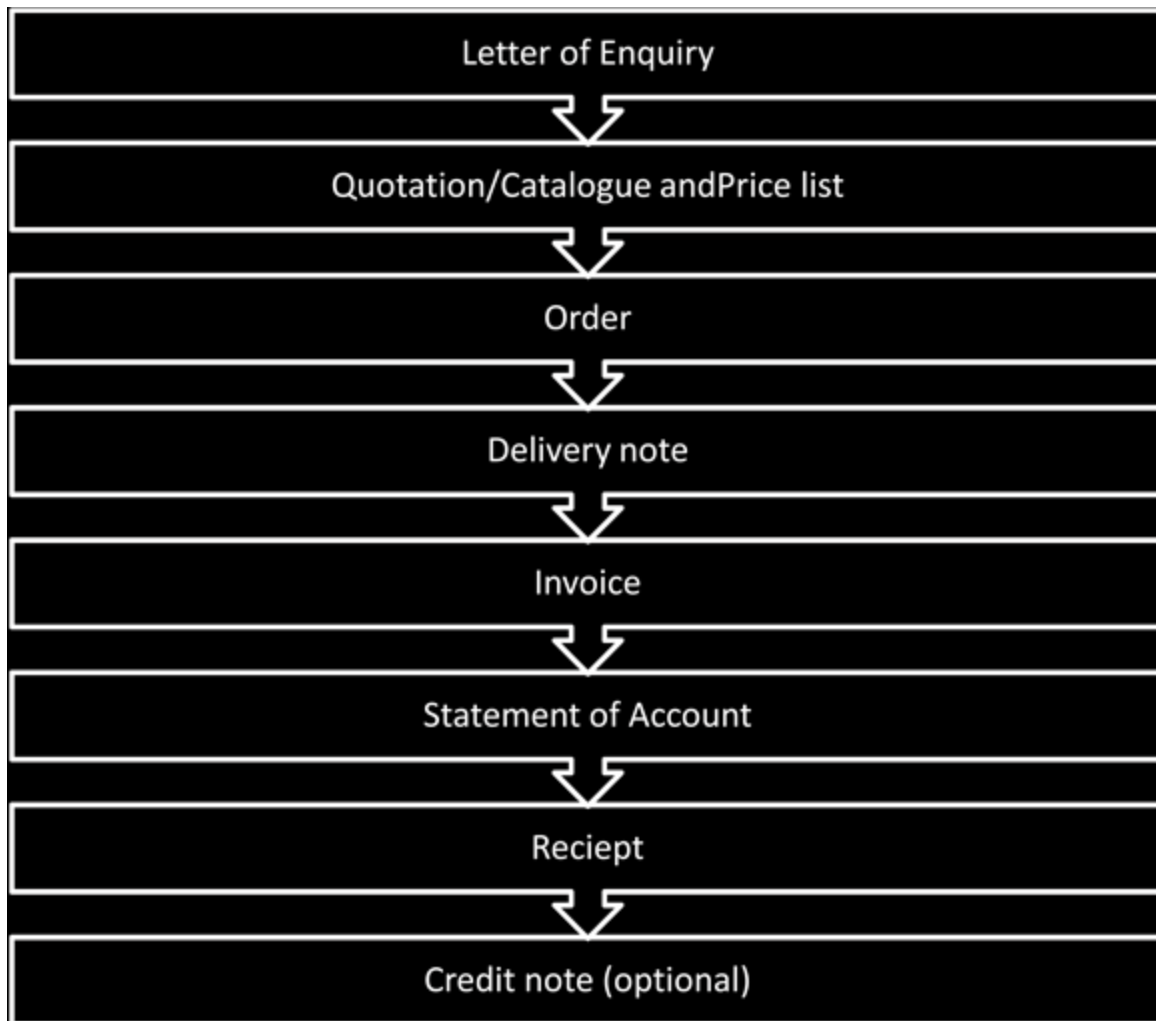 Letter of Enquiry
Quotation/Catalogue andPrice list
Order
Delivery note
Invoice
Statement of Account
Reciept
Credit note (optional)